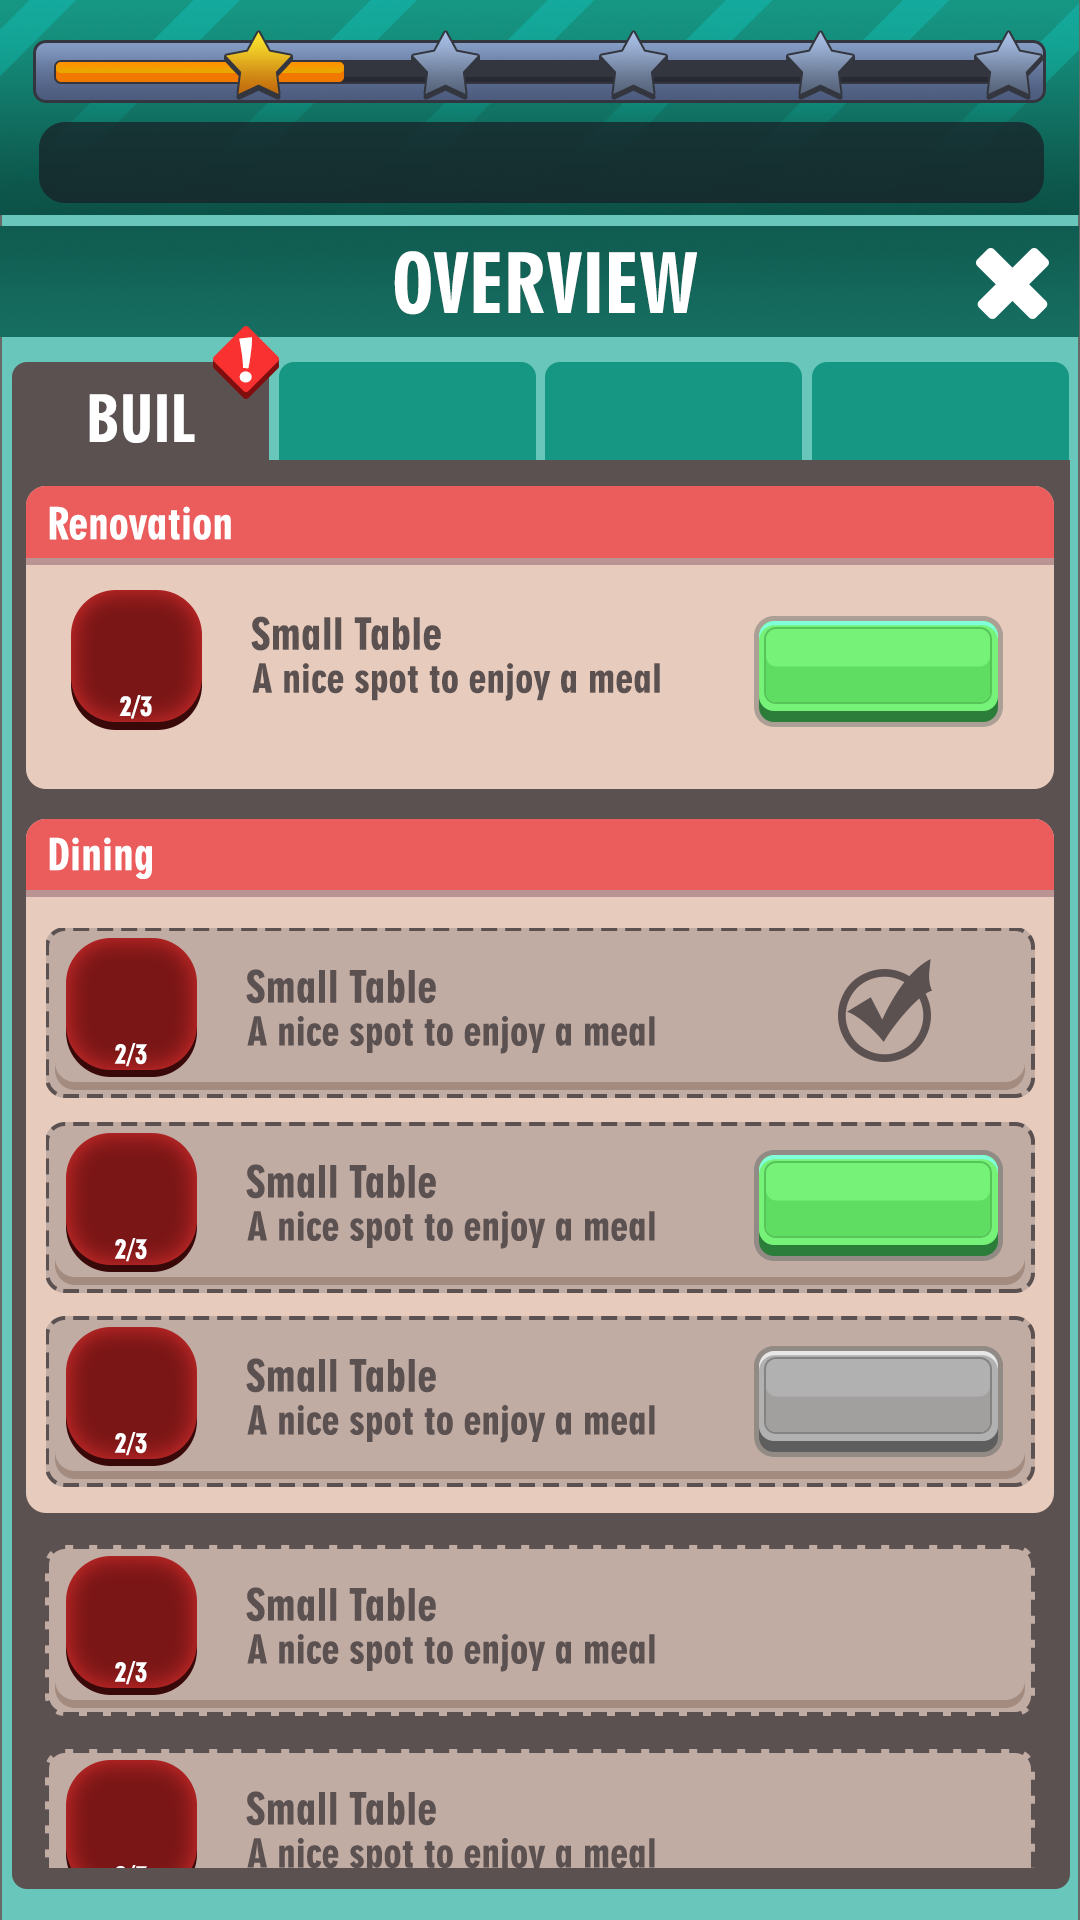 OVERVIEW
!
BUIL
Renovation
Small Table
A nice spot to enjoy a meal
2/3
Dining
Small Table
A nice spot to enjoy a meal
2/3
Small Table
A nice spot to enjoy a meal
2/3
Small Table
A nice spot to enjoy a meal
2/3
Small Table
A nice spot to enjoy a meal
2/3
Small Table
A nice spot to enjoy a meal